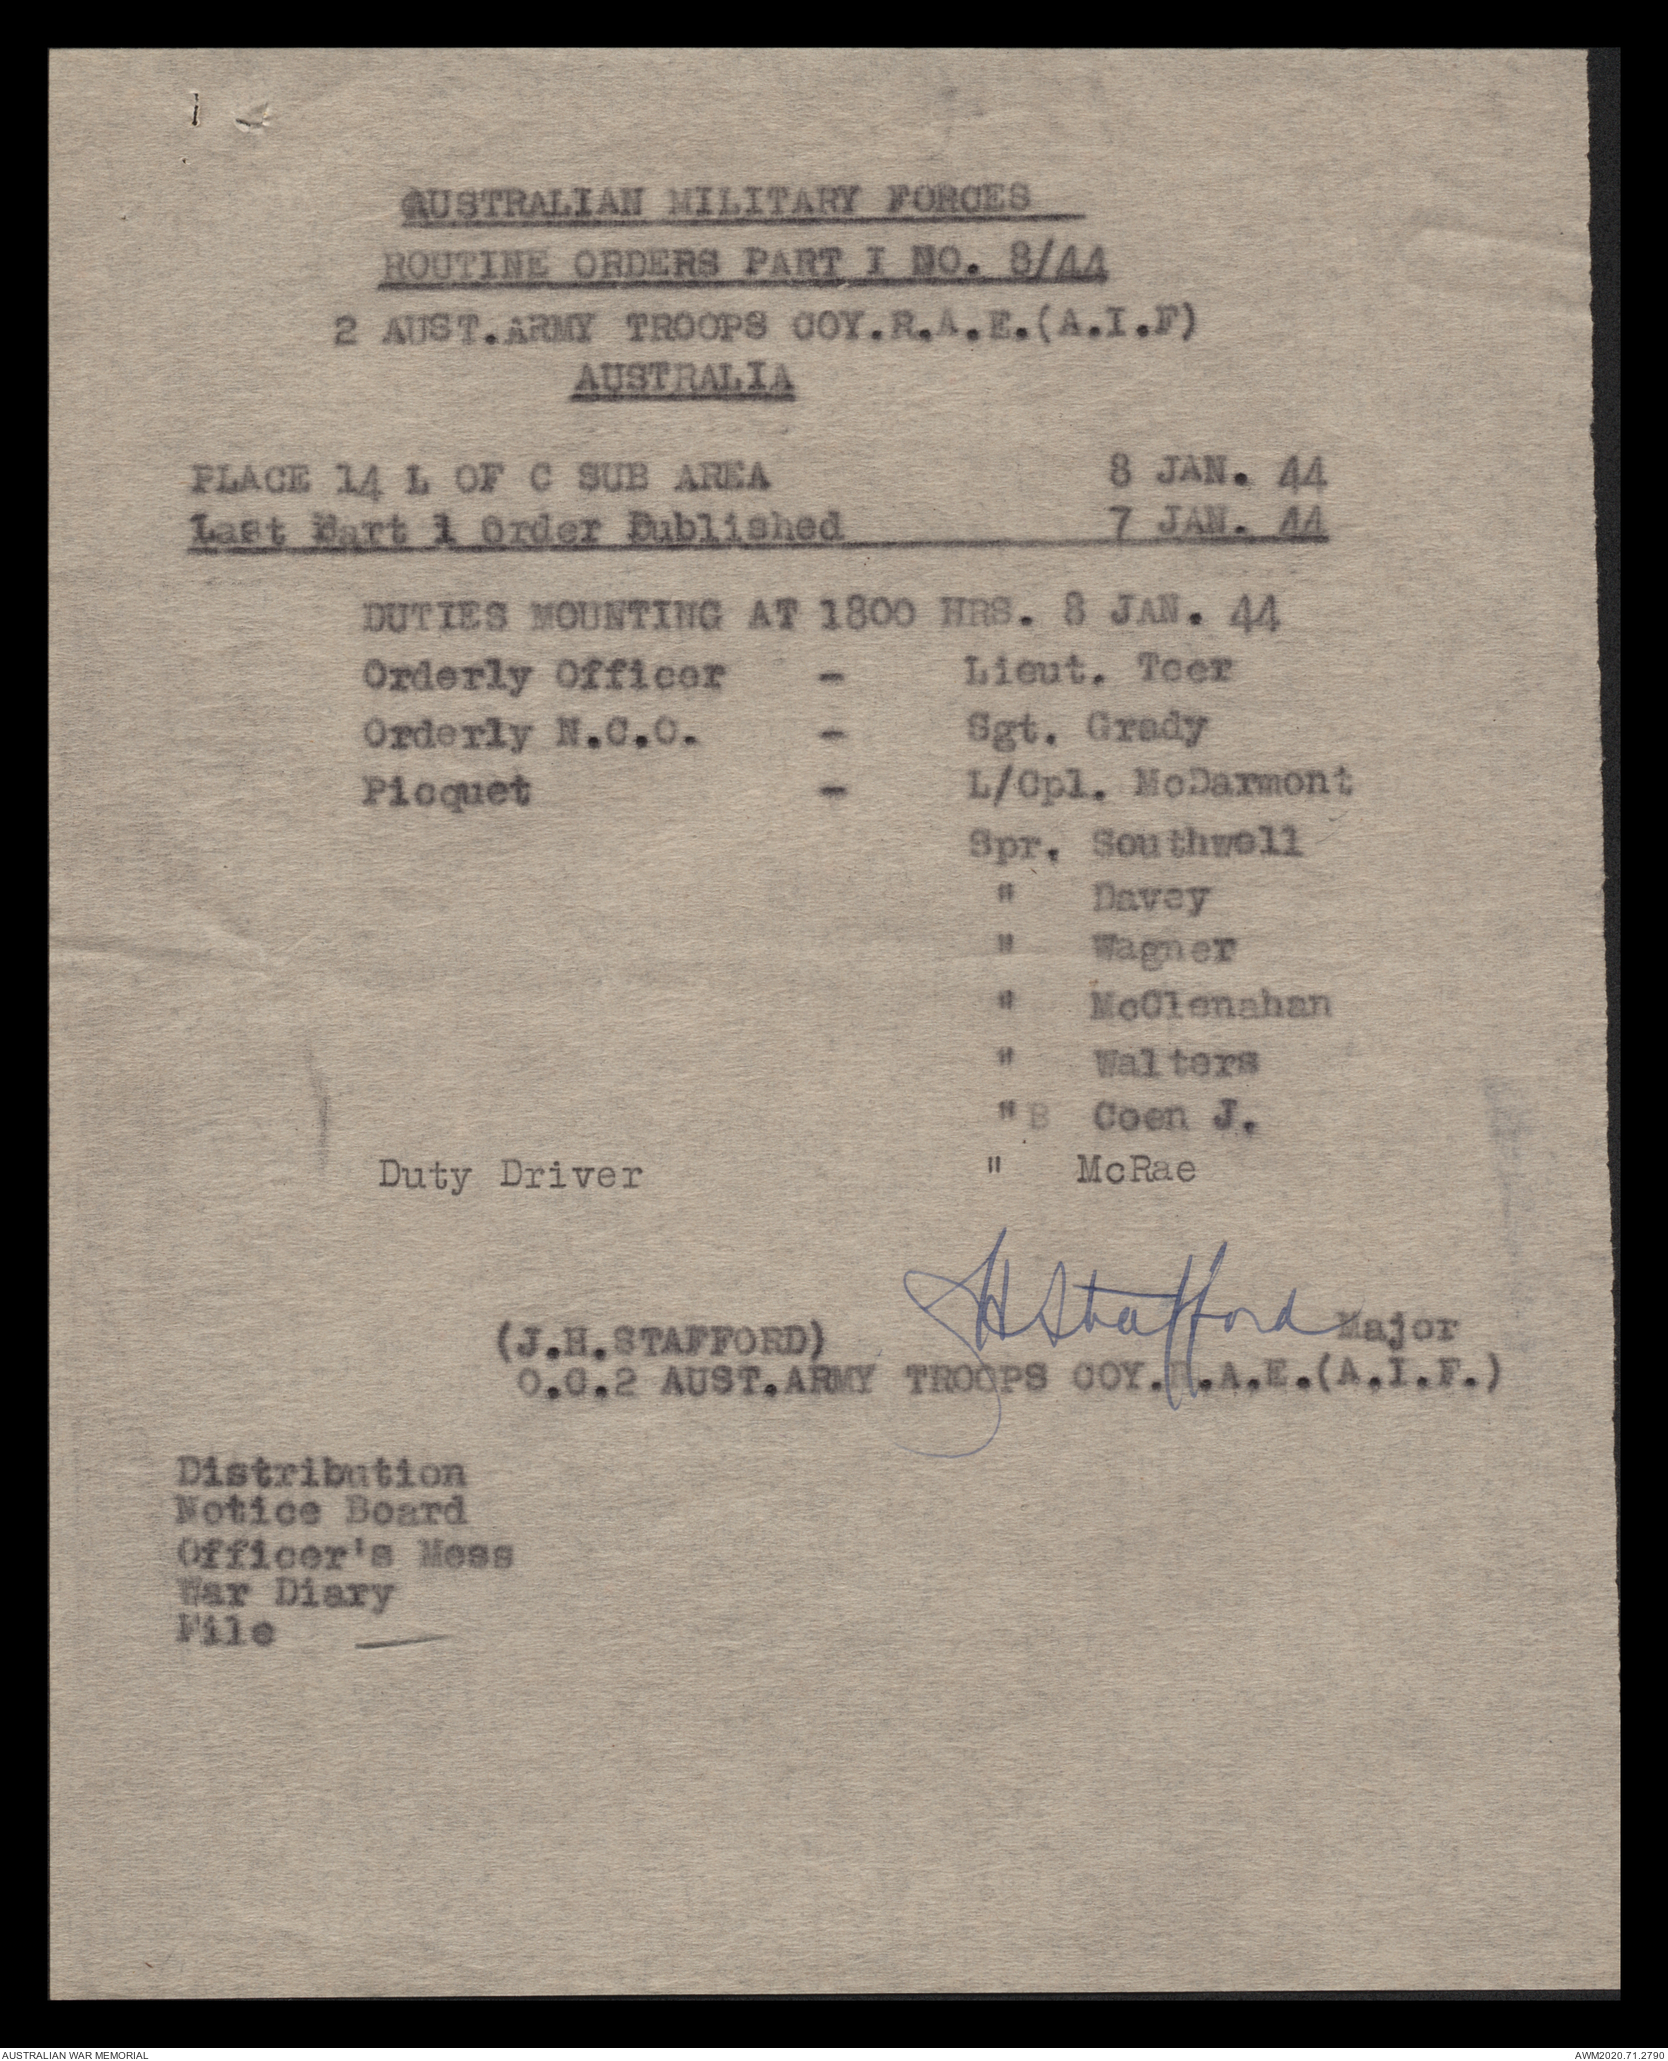 AUSTRALIAN MILITARY FORCES
ROUTINE ORDERS PART I NO. 8/44
2 AUST.ARMY TROOPS COY.R.A.E.(A.I.F)
AUSTRALIA
PLACE 14 L OF C SUB AREA 8 JAN. 44
Last Part 1 Order Published 7 JAN. 44
DUTIES MOUNTING AT 1800 HRS. 8 JAN. 44
Orderly Officer - Lieut. Teer
Orderly N.C.O. - Sgt. Grady
Picquet - L/Cpl. McDarmont
Spr. Southwell
" Davey
" Wagner
" McClenahan
" Walters
" B Coen J.
Duty Driver " McRae
JHStafford Major
(J.H.STAFFORD)
O.C.2 AUST.ARMY TROOPS COY.R.A.E.(A.I.F.)
Distribution
Notice Board
Officer's Mess
War Diary
File
AUSTRALIAN WAR MEMORIAL AWM2020.71.2790